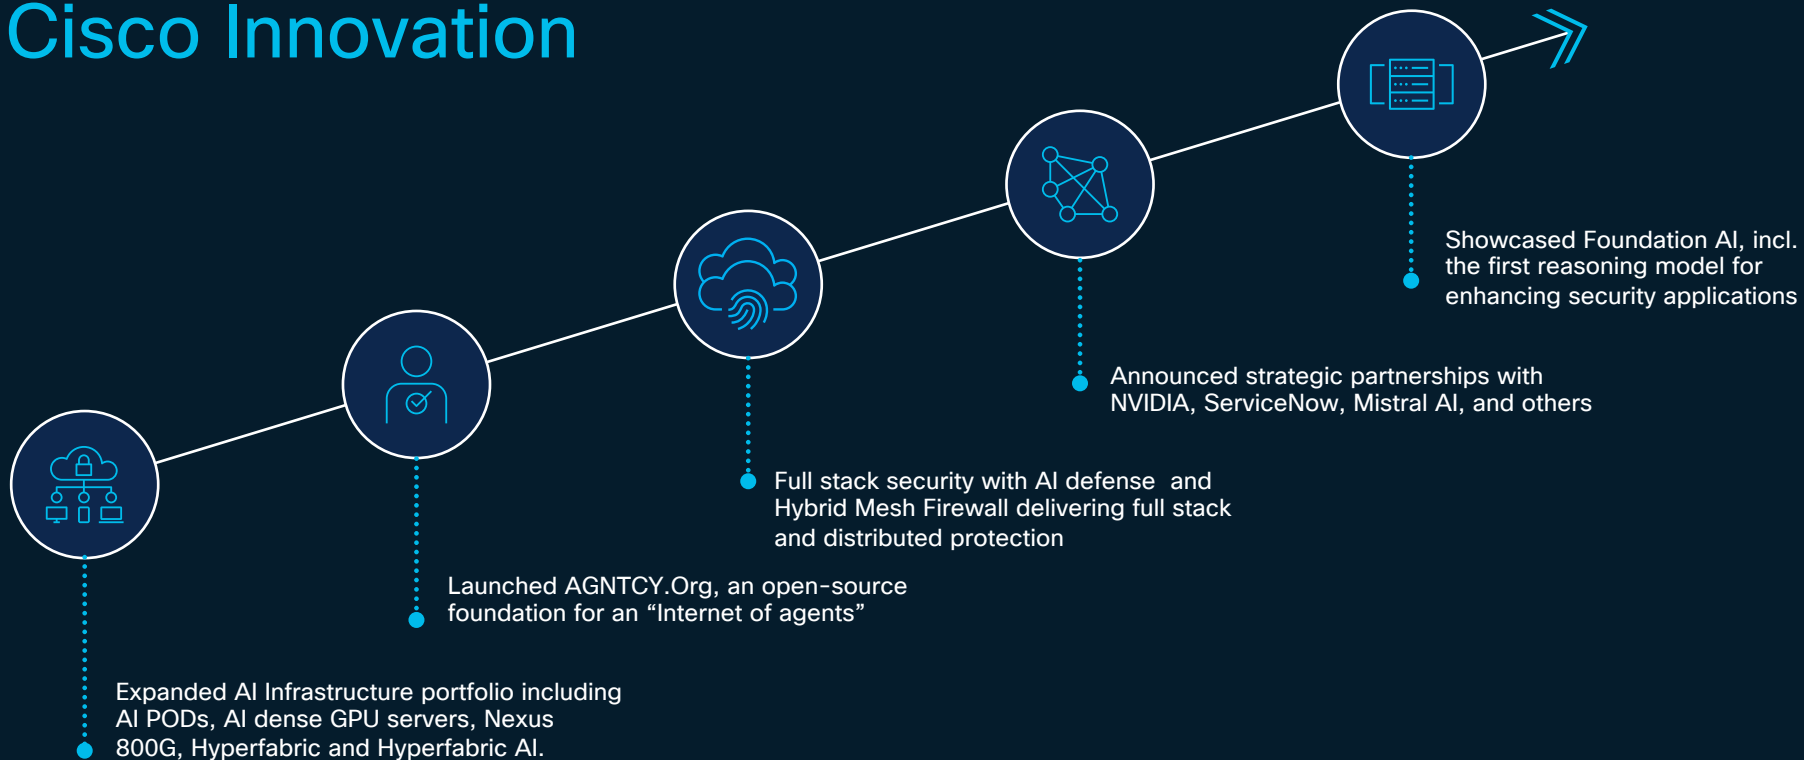 Cisco Innovation
Showcased Foundation AI, incl.
the first reasoning model for
enhancing security applications
Announced strategic partnerships with
NVIDIA, ServiceNow, Mistral AI, and others
Full stack security with AI defense  and
Hybrid Mesh Firewall delivering full stack
and distributed protection
Launched AGNTCY.Org, an open-source
foundation for an “Internet of agents”
Expanded AI Infrastructure portfolio including
AI PODs, AI dense GPU servers, Nexus
800G, Hyperfabric and Hyperfabric AI.